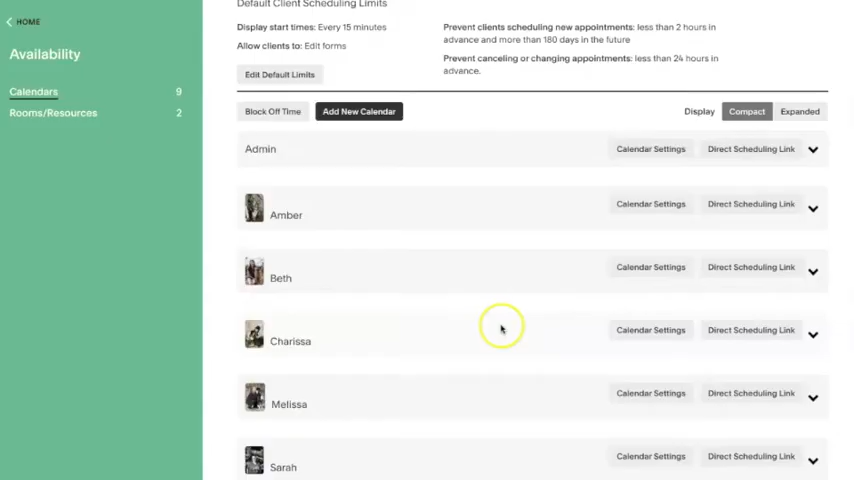 HOME
Availability
Calendars 9
Rooms/Resources 2
Default Client Scheduling Limits
Display start times: Every 15 minutes
Allow clients to: Edit forms
Prevent clients scheduling new appointments: less than 2 hours in
advance and more than 180 days in the future
Prevent canceling or changing appointments: less than 24 hours in
advance.
Edit Default Limits
Block Off Time Add New Calendar Display Compact Expanded
Admin Calendar Settings Direct Scheduling Link
Amber Calendar Settings Direct Scheduling Link
Beth Calendar Settings Direct Scheduling Link
Charissa Calendar Settings Direct Scheduling Link
Melissa Calendar Settings Direct Scheduling Link
Sarah Calendar Settings Direct Scheduling Link